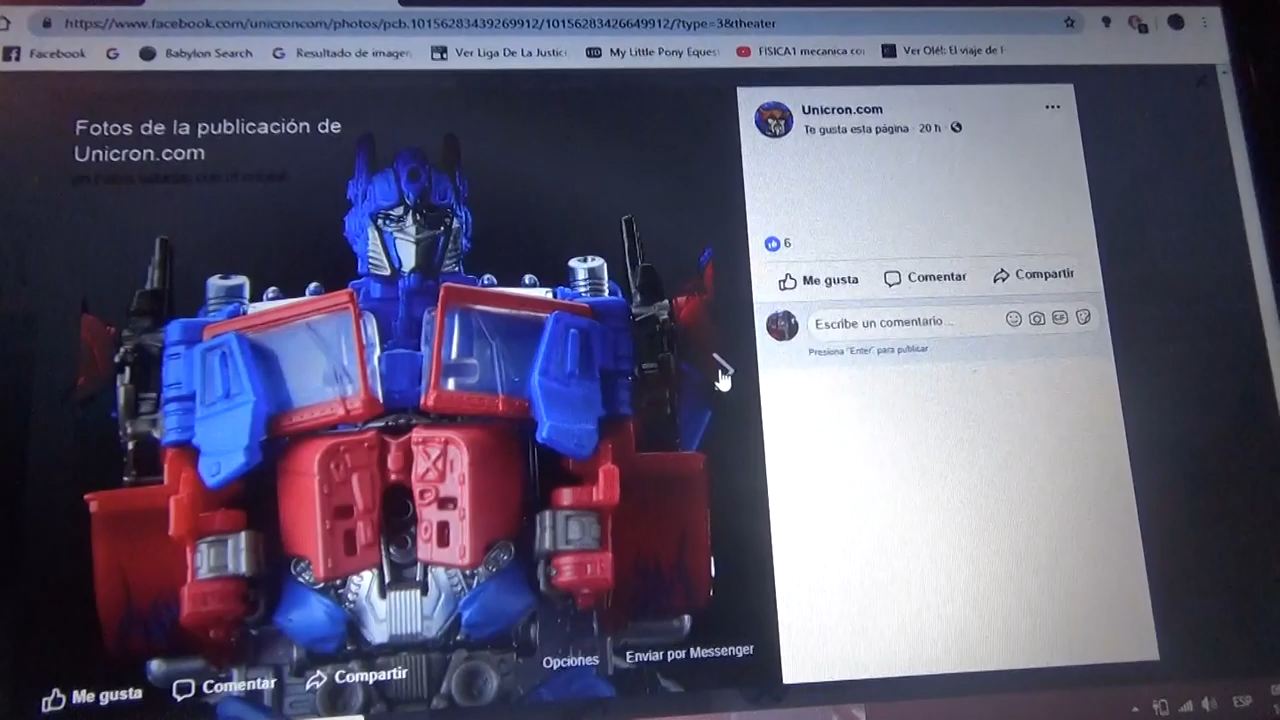 https://www.facebook.com/unicroncom/photos/pcb.10156283439269912/10156283426649912/?type=3&theater
Facebook
Babylon Search
Resultado de imagen
Ver Liga De La Justici
My Little Pony Equest
FISICA1 mecanica co
Ver Olé!: El viaje de F
Fotos de la publicación de
Unicron.com
Unicron.com
Te gusta esta página · 20 h ·
6
Me gusta
Comentar
Compartir
Escribe un comentario...
GIF
Presiona "Enter" para publicar
Opciones
Enviar por Messenger
Me gusta
Comentar
Compartir
ESP